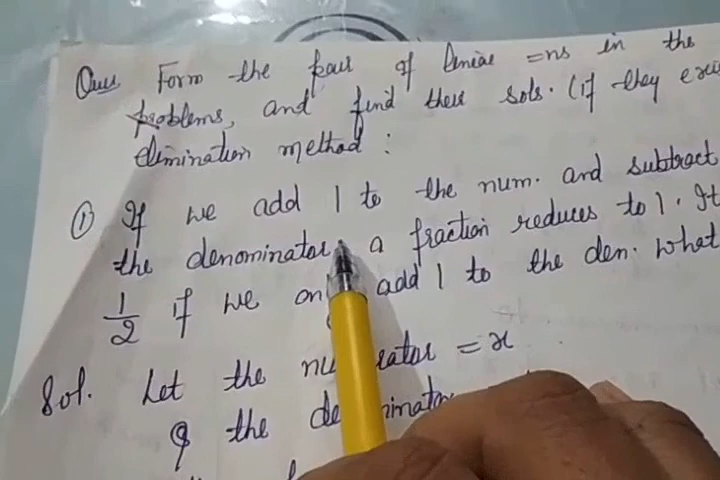 Ques Form the pair of linear =ns in the
problems, and find their sols. (if they
elimination method :
① If we add 1 to the num. and subtract
the denominator, a fraction reduces to 1. It
1/2 if we add 1 to the den. what
Sol. Let the = x
& the